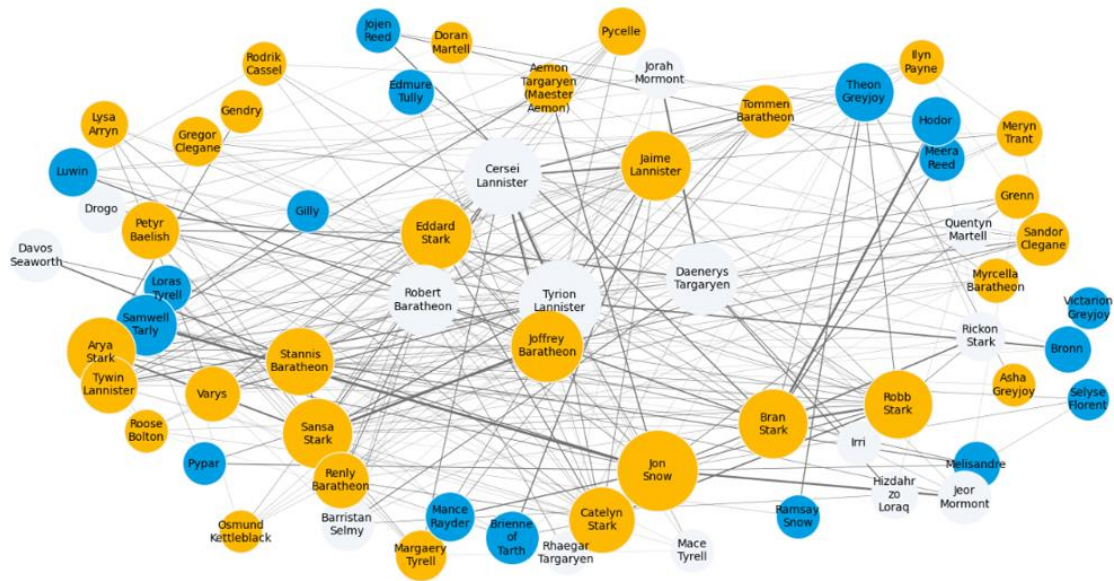 Jojen
Reed
Doran
Martell
Pycelle
Rodrik
Cassel
Edmure
Tully
Aemon
Targaryen
(Maester
Aemon)
Jorah
Mormont
Ilyn
Payne
Theon
Greyjoy
Tommen
Baratheon
Hodor
Meryn
Trant
Meera
Reed
Lysa
Arryn
Gendry
Gregor
Clegane
Luwin
Cersei
Lannister
Jaime
Lannister
Drogo
Gilly
Grenn
Petyr
Baelish
Eddard
Stark
Quentyn
Martell
Sandor
Clegane
Davos
Seaworth
Loras
Tyrell
Robert
Baratheon
Tyrion
Lannister
Daenerys
Targaryen
Myrcella
Baratheon
Victarion
Greyjoy
Samwell
Tarly
Arya
Stark
Stannis
Baratheon
Joffrey
Baratheon
Rickon
Stark
Bronn
Tywin
Lannister
Varys
Asha
Greyjoy
Selyse
Florent
Roose
Bolton
Sansa
Stark
Bran
Stark
Robb
Stark
Irri
Pypar
Renly
Baratheon
Jon
Snow
Melisandre
Hizdahr
zo
Loraq
Jeor
Mormont
Osmund
Kettleblack
Barristan
Selmy
Mance
Rayder
Brienne
of
Tarth
Catelyn
Stark
Ramsay
Snow
Margaery
Tyrell
Rhaegar
Targaryen
Mace
Tyrell